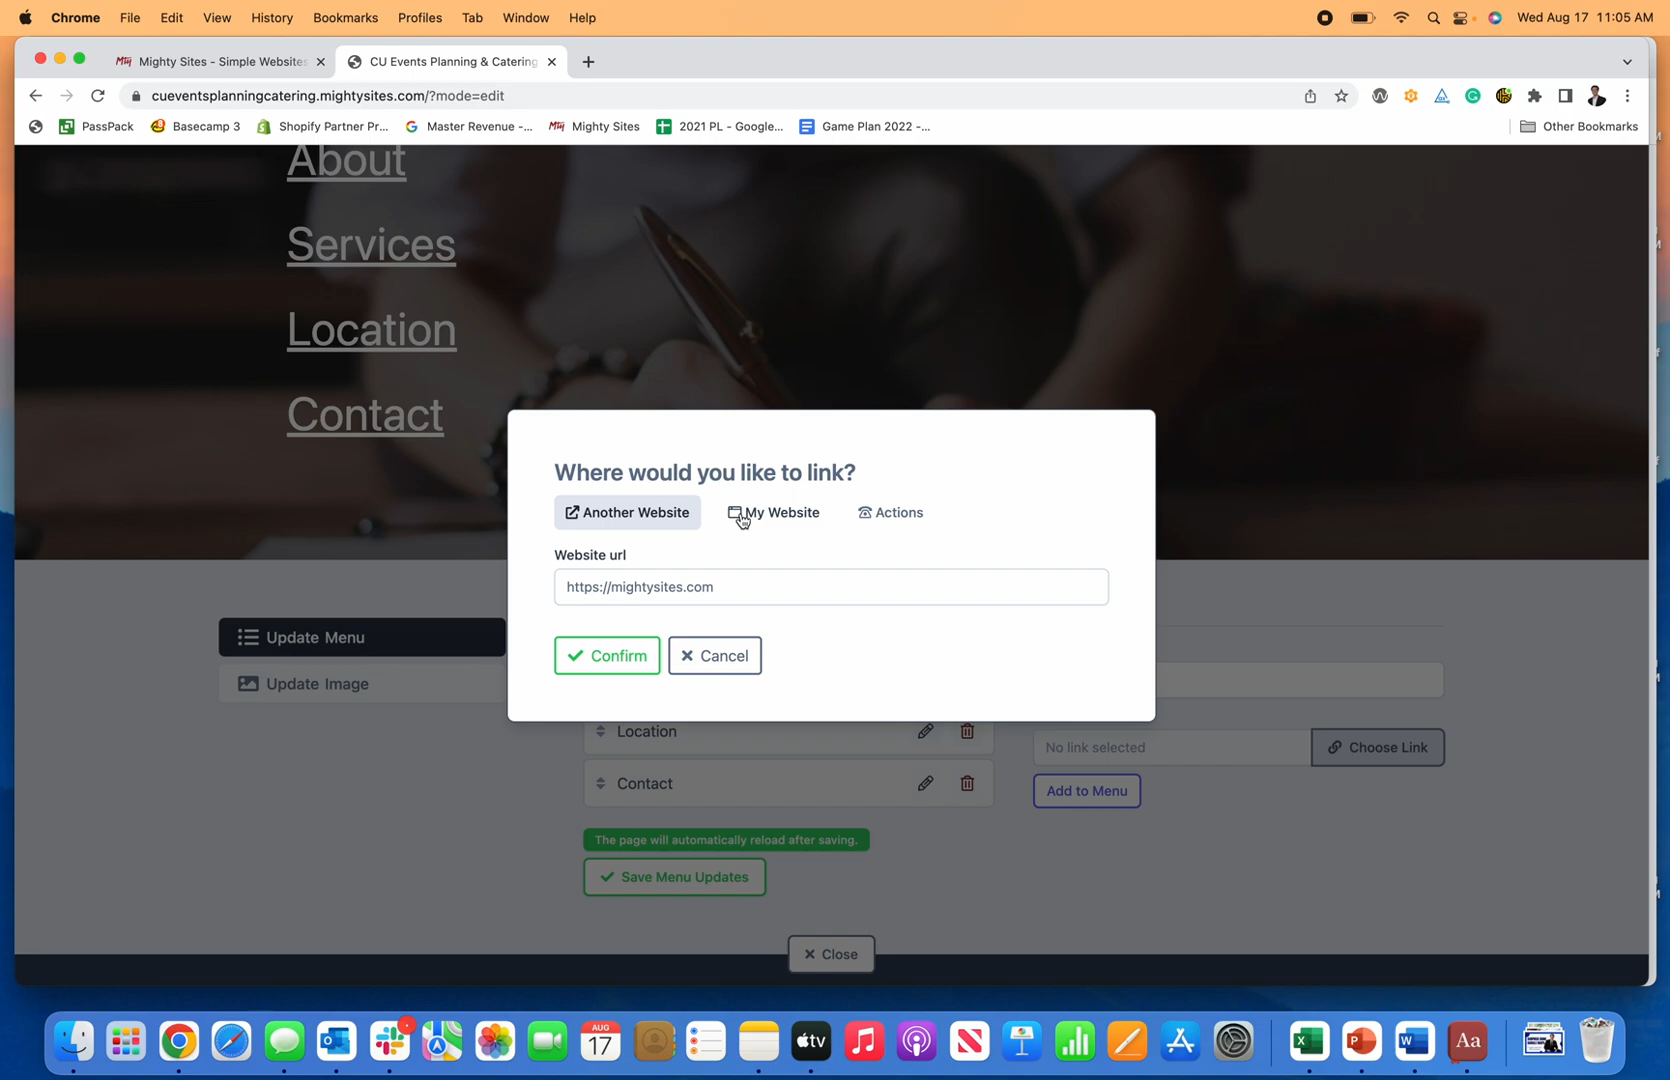 Chrome File Edit View History Bookmarks Profiles Tab Window Help Wed Aug 17 11:05 AM
Mighty Sites - Simple Websites CU Events Planning & Catering
cueventsplanningcatering.mightysites.com/?mode=edit
PassPack Basecamp 3 Shopify Partner Pr... Master Revenue -... Mighty Sites 2021 PL - Google... Game Plan 2022 -... Other Bookmarks
About
Services
Location
Contact
Where would you like to link?
Another Website My Website Actions
Website url
https://mightysites.com
Confirm Cancel
Update Menu
Update Image
Location
No link selected Choose Link
Contact
Add to Menu
The page will automatically reload after saving.
Save Menu Updates
Close
AUG
17
tv
Aa